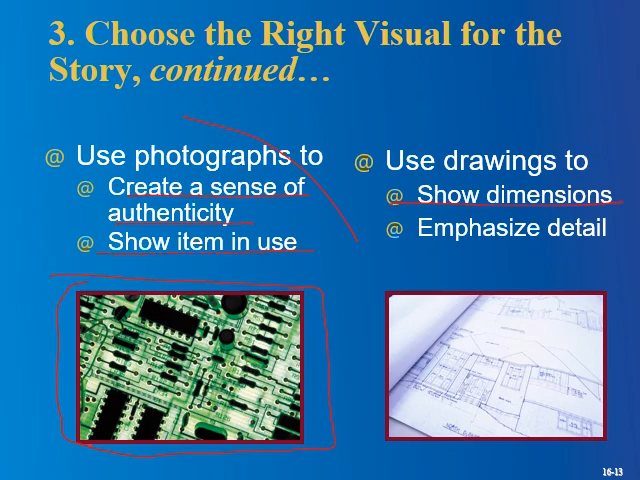 3. Choose the Right Visual for the
Story, continued…
@ Use photographs to
@ Create a sense of
authenticity
@ Show item in use
@ Use drawings to
@ Show dimensions
@ Emphasize detail
16-13